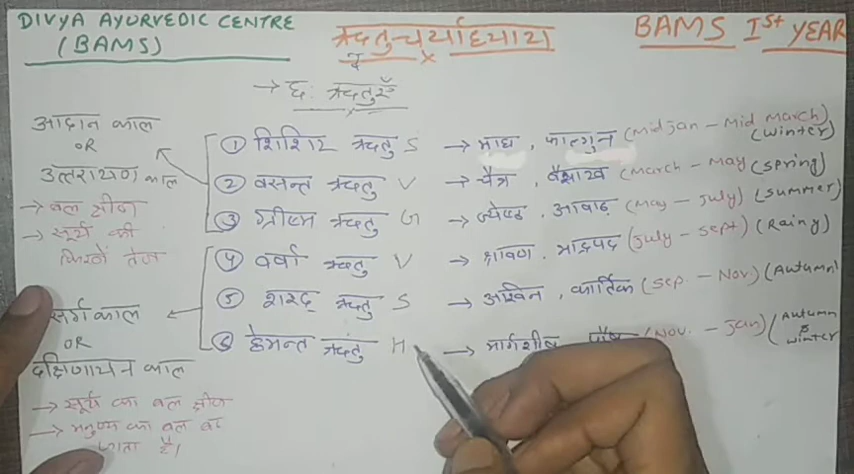 DIVYA AYURVEDIC CENTRE
(BAMS)
ऋतुचर्याध्याय
BAMS Ist YEAR
→ छः ऋतुएँ
आदान काल
OR
उत्तरायण काल
→ बल क्षीण
→ सूर्य की
किरणें तेज
① शिशिर ऋतु S → माघ, फाल्गुन (Midjan - Mid March) (winter)
② वसन्त ऋतु V → चैत्र, वैशाख (March - May) (Spring)
③ ग्रीष्म ऋतु G → ज्येष्ठ, आषाढ़ (May - July) (Summer)
④ वर्षा ऋतु V → श्रावण, भाद्रपद (July - Sept) (Rainy)
⑤ शरद् ऋतु S → अश्विन, कार्तिक (Sep. - Nov.) (Autumn)
⑥ हेमन्त ऋतु H → मार्गशीर्ष (Nov. - Jan) (Autumn & winter)
सर्ग काल
OR
दक्षिणायन काल
→ सूर्य का बल क्षीण
→ मनुष्य का बल बढ़
जाता है।